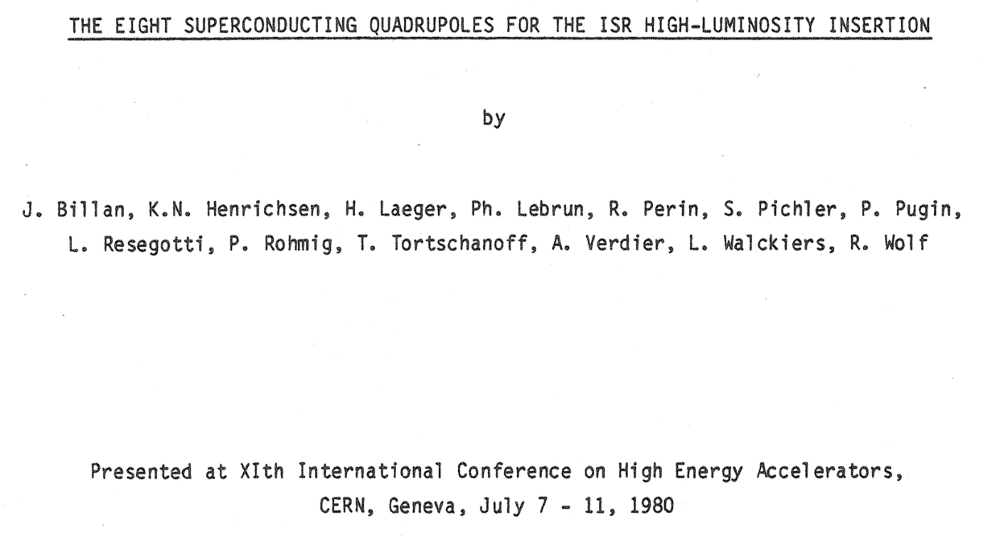 THE EIGHT SUPERCONDUCTING QUADRUPOLES FOR THE ISR HIGH-LUMINOSITY INSERTION
by
J. Billan, K.N. Henrichsen, H. Laeger, Ph. Lebrun, R. Perin, S. Pichler, P. Pugin,
L. Resegotti, P. Rohmig, T. Tortschanoff, A. Verdier, L. Walckiers, R. Wolf
Presented at XIth International Conference on High Energy Accelerators,
CERN, Geneva, July 7 - 11, 1980